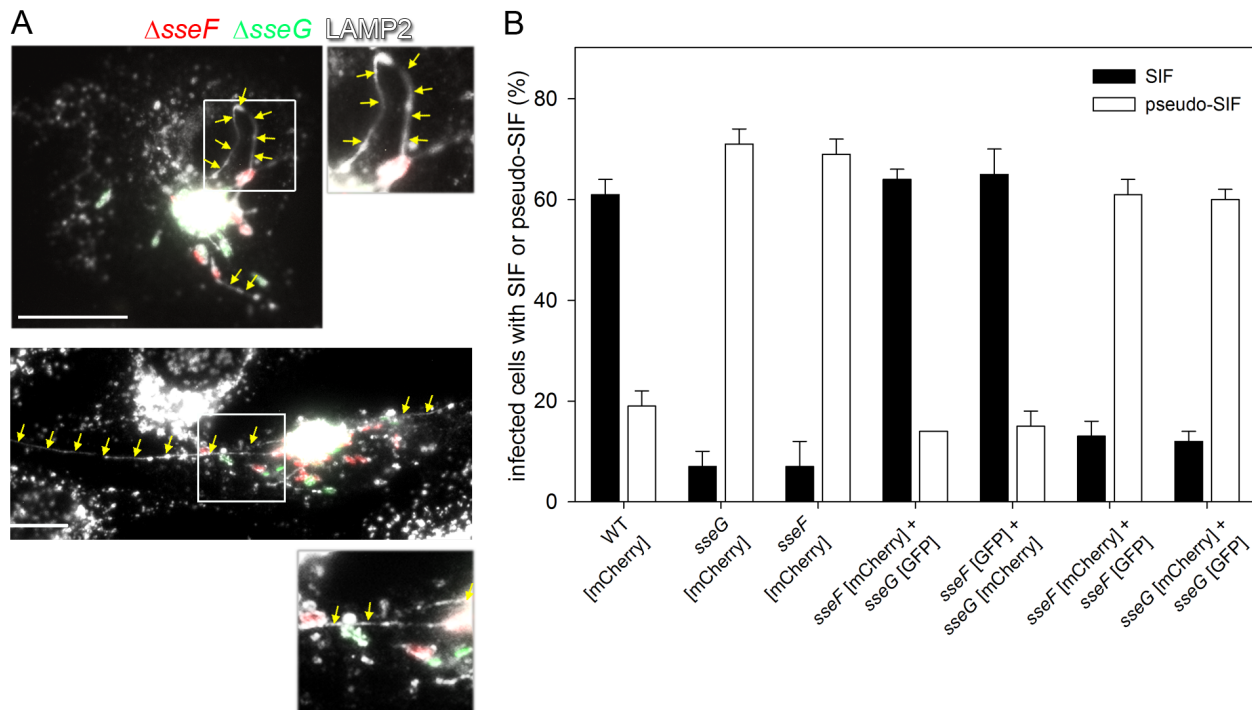 A
ΔsseF ΔsseG LAMP2
B
infected cells with SIF or pseudo-SIF (%)
80
60
40
20
0
SIF
pseudo-SIF
WT
[mCherry]
sseG
[mCherry]
sseF
[mCherry]
sseF [mCherry] +
sseG [GFP]
sseF [GFP] +
sseG [mCherry]
sseF [mCherry] +
sseF [GFP]
sseG [mCherry] +
sseG [GFP]